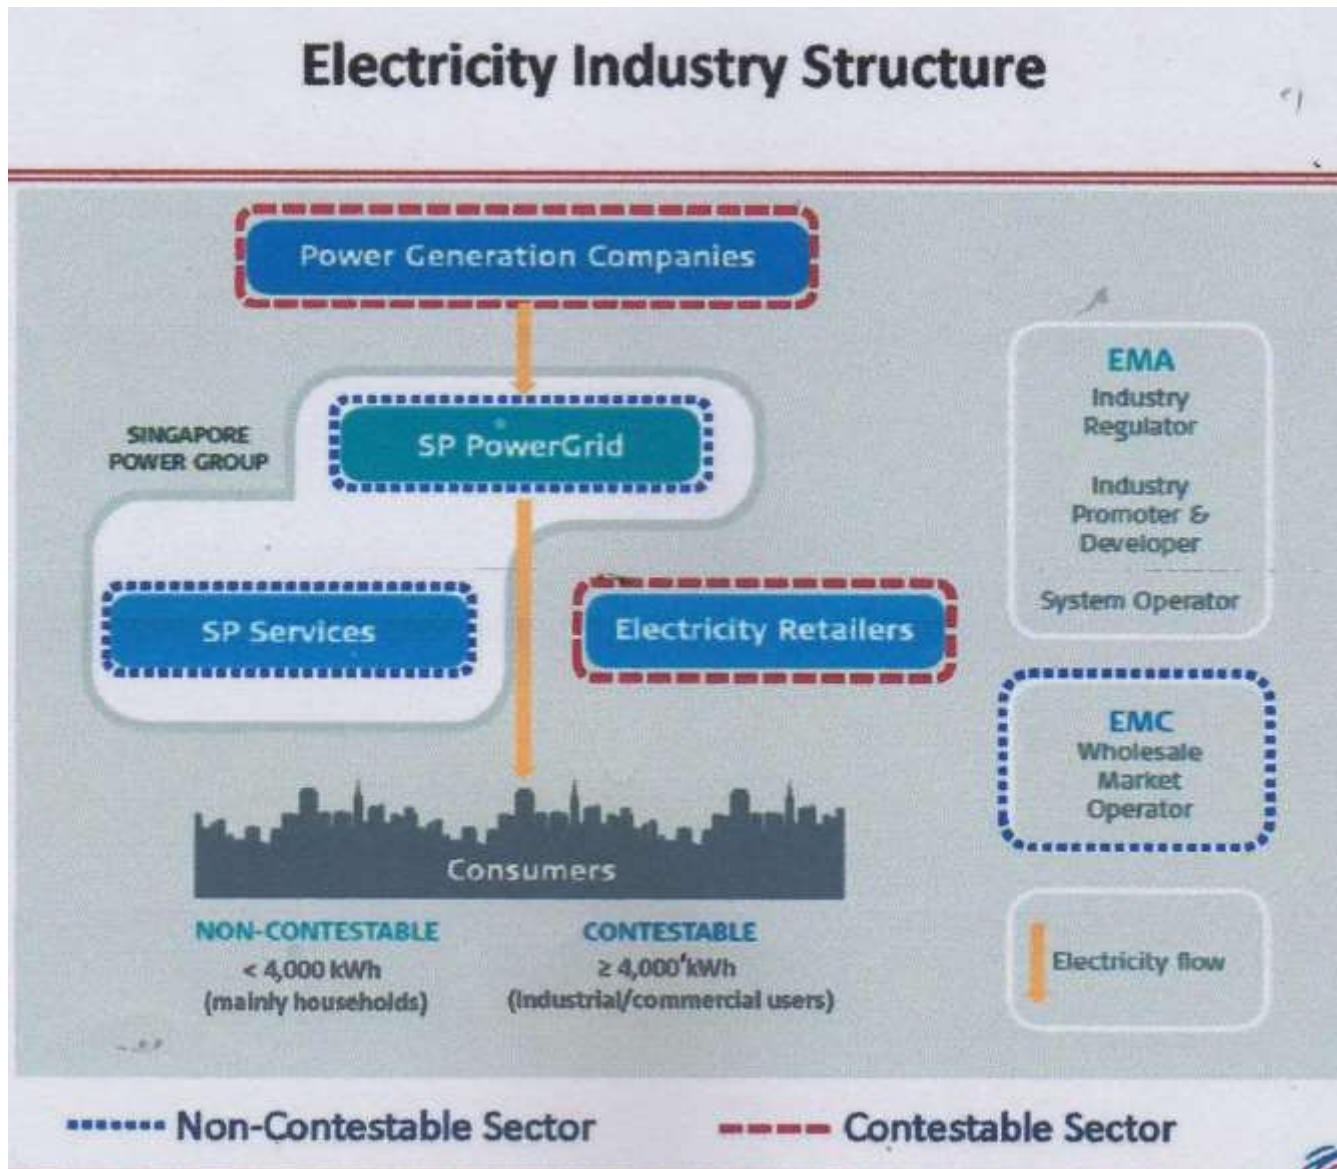 Electricity Industry Structure
Power Generation Companies
SINGAPORE
POWER GROUP
SP PowerGrid
SP Services
Electricity Retailers
Consumers
NON-CONTESTABLE
< 4,000 kWh
(mainly households)
CONTESTABLE
≥ 4,000 kWh
(industrial/commercial users)
EMA
Industry
Regulator
Industry
Promoter &
Developer
System Operator
EMC
Wholesale
Market
Operator
Electricity flow
Non-Contestable Sector
Contestable Sector